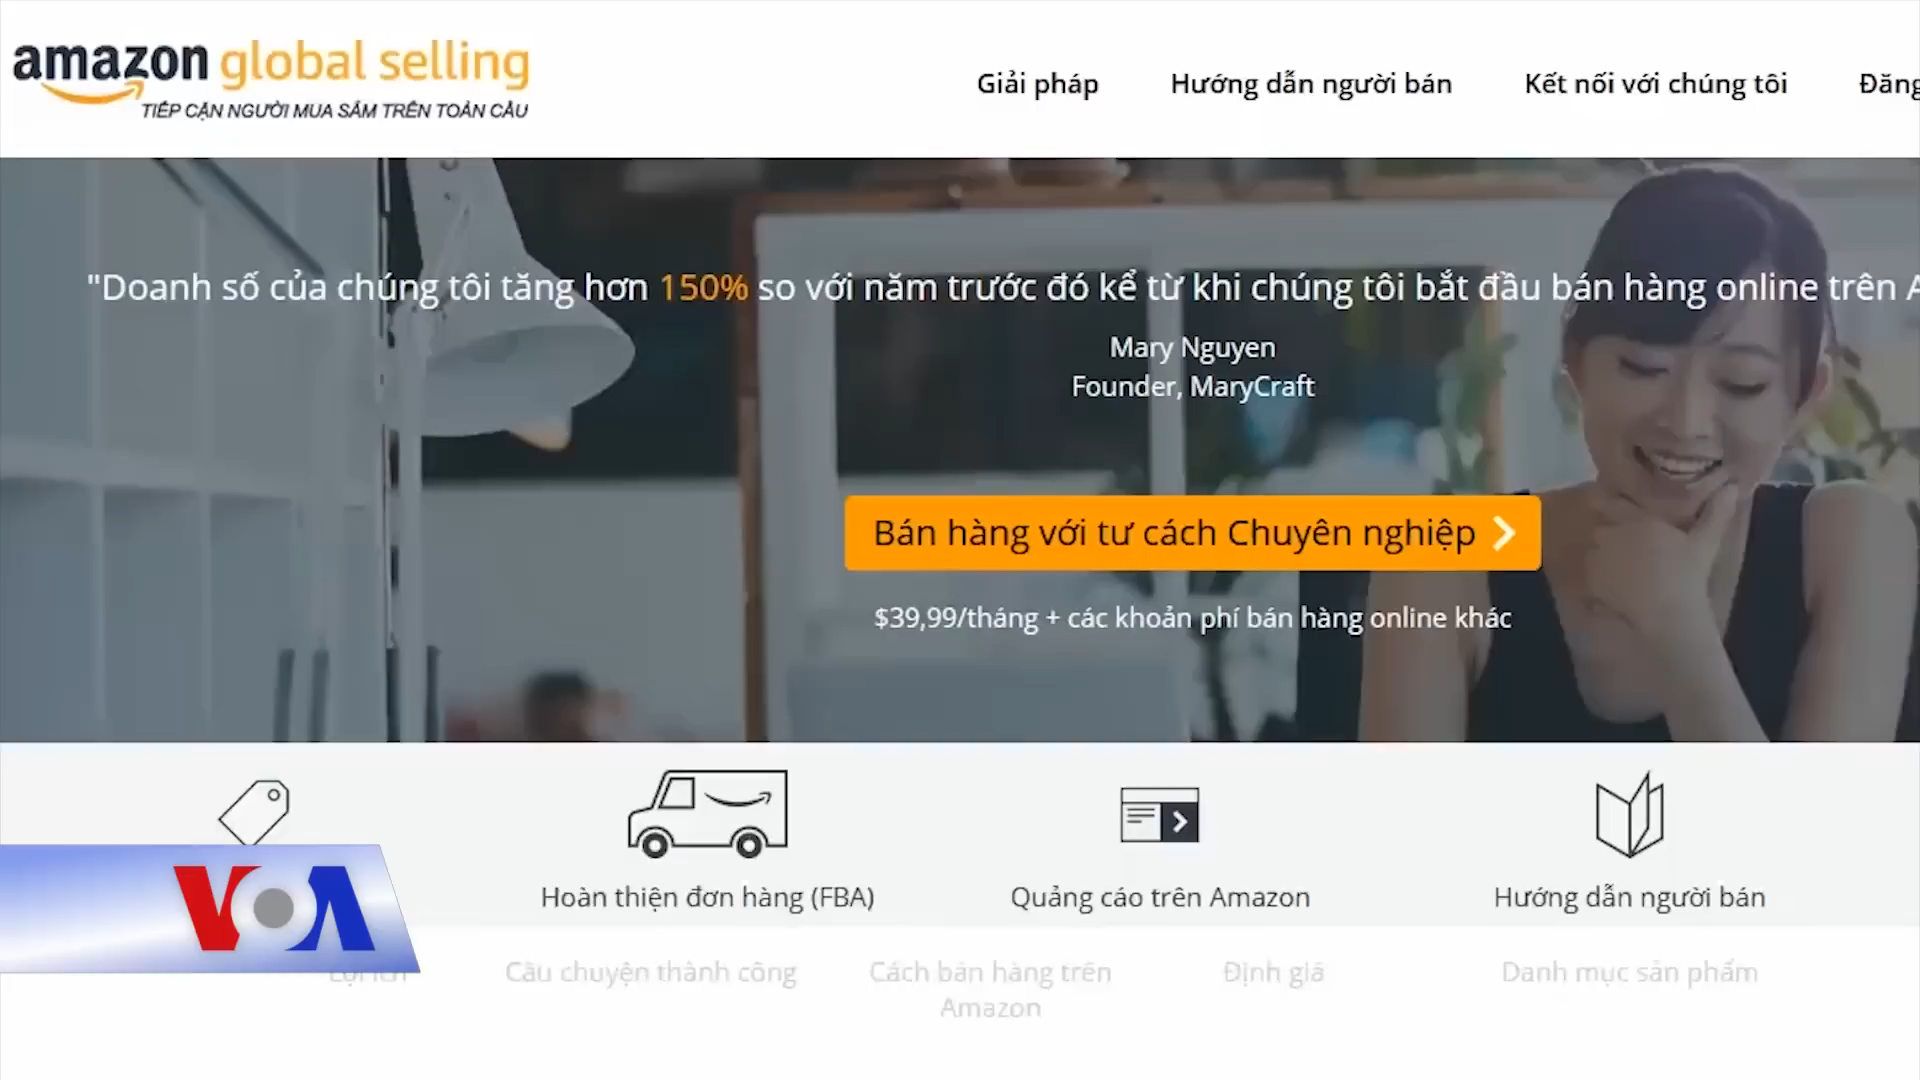 amazon global selling
TIẾP CẬN NGƯỜI MUA SẮM TRÊN TOÀN CẦU
Giải pháp
Hướng dẫn người bán
Kết nối với chúng tôi
Đăng
"Doanh số của chúng tôi tăng hơn 150% so với năm trước đó kể từ khi chúng tôi bắt đầu bán hàng online trên A
Mary Nguyen
Founder, MaryCraft
Bán hàng với tư cách Chuyên nghiệp
$39,99/tháng + các khoản phí bán hàng online khác
Hoàn thiện đơn hàng (FBA)
Quảng cáo trên Amazon
Hướng dẫn người bán
VOA
Câu chuyện thành công
Cách bán hàng trên
Amazon
Định giá
Danh mục sản phẩm